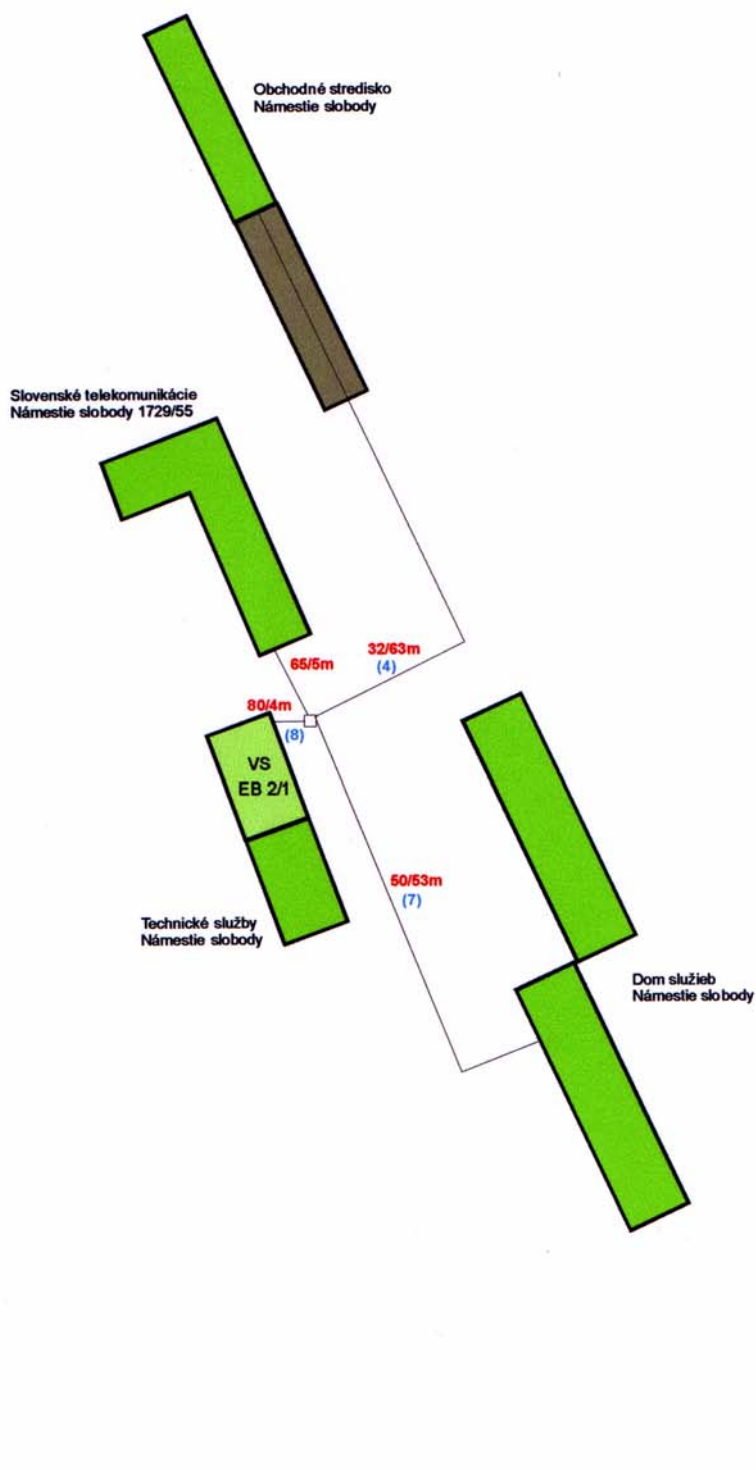 Obchodné stredisko
Námestie slobody
Slovenské telekomunikácie
Námestie slobody 1729/55
32/63m
(4)
65/5m
80/4m
(8)
VS
EB 2/1
50/53m
(7)
Technické služby
Námestie slobody
Dom služieb
Námestie slobody